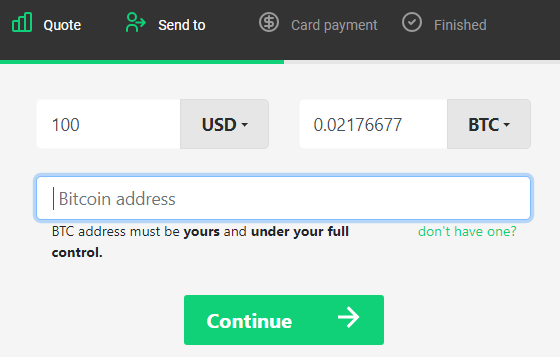 Quote Send to Card payment Finished
100 USD 0.02176677 BTC
Bitcoin address
BTC address must be yours and under your full don't have one?
control.
Continue